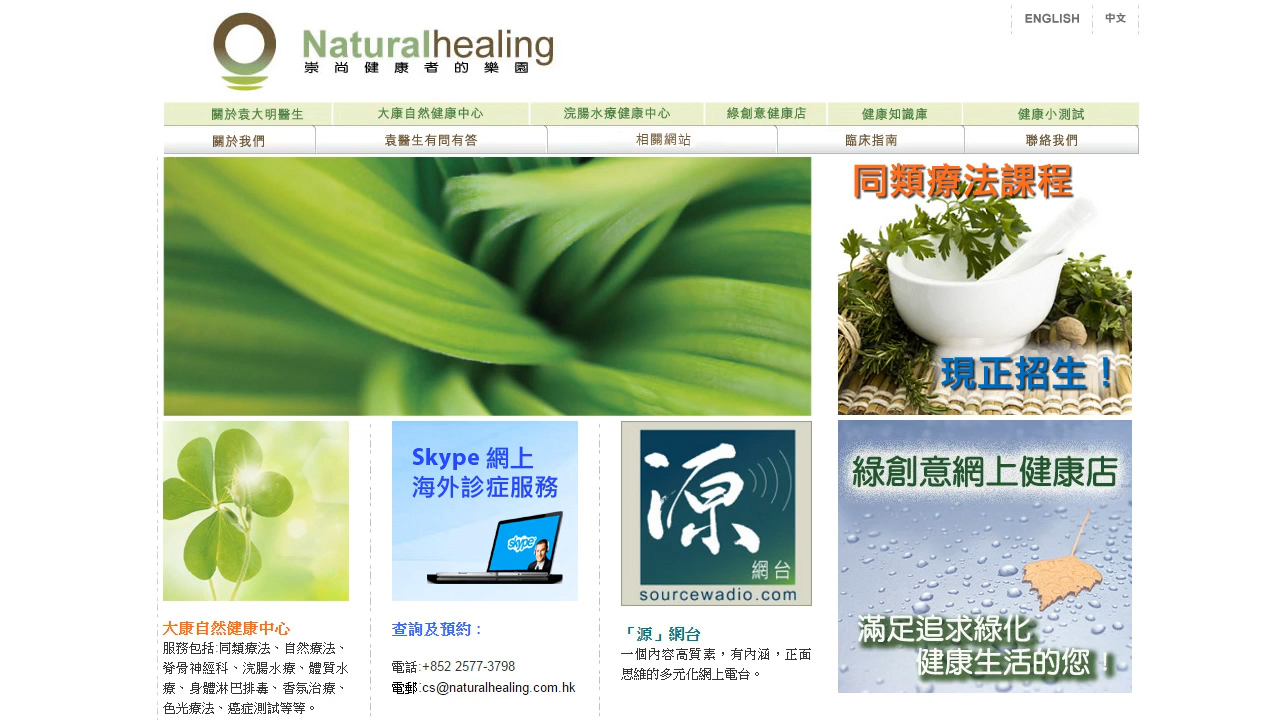 ENGLISH
中文
Naturalhealing
崇尚健康者的樂園
關於袁大明醫生
大康自然健康中心
浣腸水療健康中心
綠創意健康店
健康知識庫
健康小測試
關於我們
袁醫生有問有答
相關網站
臨床指南
聯絡我們
同類療法課程
現正招生！
Skype 網上
海外診症服務
skype
源
網台
sourcewadio.com
綠創意網上健康店
滿足追求綠化
健康生活的您！
大康自然健康中心
服務包括:同類療法、自然療法、
脊骨神經科、浣腸水療、體質水
療、身體淋巴排毒、香氛治療、
色光療法、癌症測試等等。
查詢及預約：
電話:+852 2577-3798
電郵:cs@naturalhealing.com.hk
「源」網台
一個內容高質素，有內涵，正面
思維的多元化網上電台。